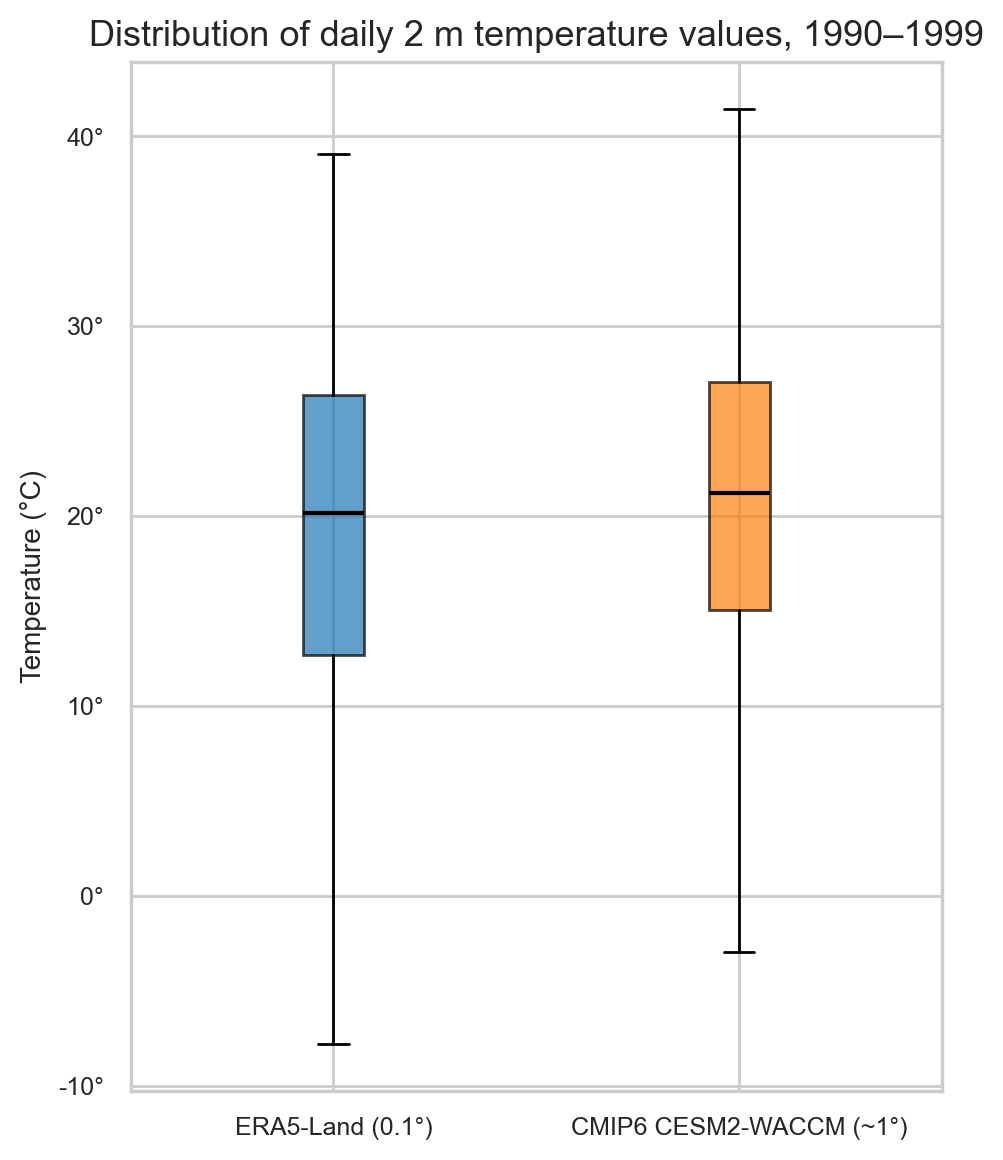 Distribution of daily 2 m temperature values, 1990–1999
40°
30°
20°
10°
0°
-10°
Temperature (°C)
ERA5-Land (0.1°)
CMIP6 CESM2-WACCM (~1°)